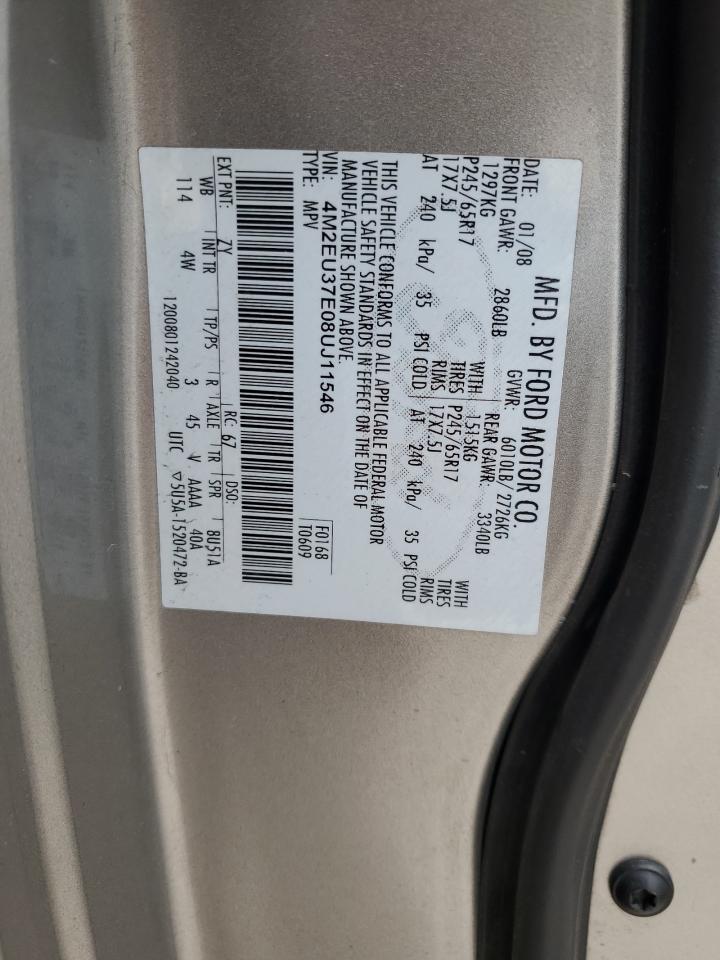 MFD. BY FORD MOTOR CO.
DATE: 01/08 GVWR: 6010LB/ 2726KG
FRONT GAWR: 2860LB REAR GAWR: 3340LB
1297KG WITH 1515KG WITH
P245/65R17 TIRES P245/65R17 TIRES
17X7.5J RIMS 17X7.5J RIMS
AT 240 kPa/ 35 PSI COLD AT 240 kPa/ 35 PSI COLD
THIS VEHICLE CONFORMS TO ALL APPLICABLE FEDERAL MOTOR
VEHICLE SAFETY STANDARDS IN EFFECT ON THE DATE OF
MANUFACTURE SHOWN ABOVE.
VIN: 4M2EU37E08UJ11546 F0168
TYPE: MPV T0609
EXT PNT: ZY RC: 67 DSO:
WB INT TR TP/PS R AXLE TR SPR BUJ51A
114 4W 3 45 V AAAA 40A
1200801242040 UTC ▽5U5A-1520472-BA